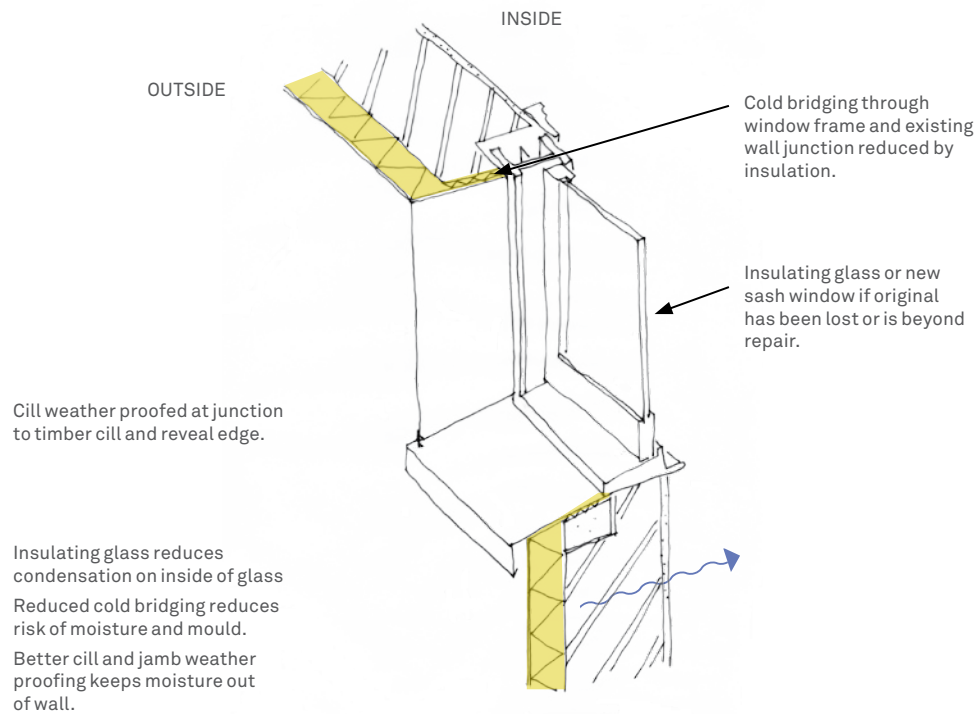 INSIDE
OUTSIDE
Cold bridging through
window frame and existing
wall junction reduced by
insulation.
Insulating glass or new
sash window if original
has been lost or is beyond
repair.
Cill weather proofed at junction
to timber cill and reveal edge.
Insulating glass reduces
condensation on inside of glass
Reduced cold bridging reduces
risk of moisture and mould.
Better cill and jamb weather
proofing keeps moisture out
of wall.